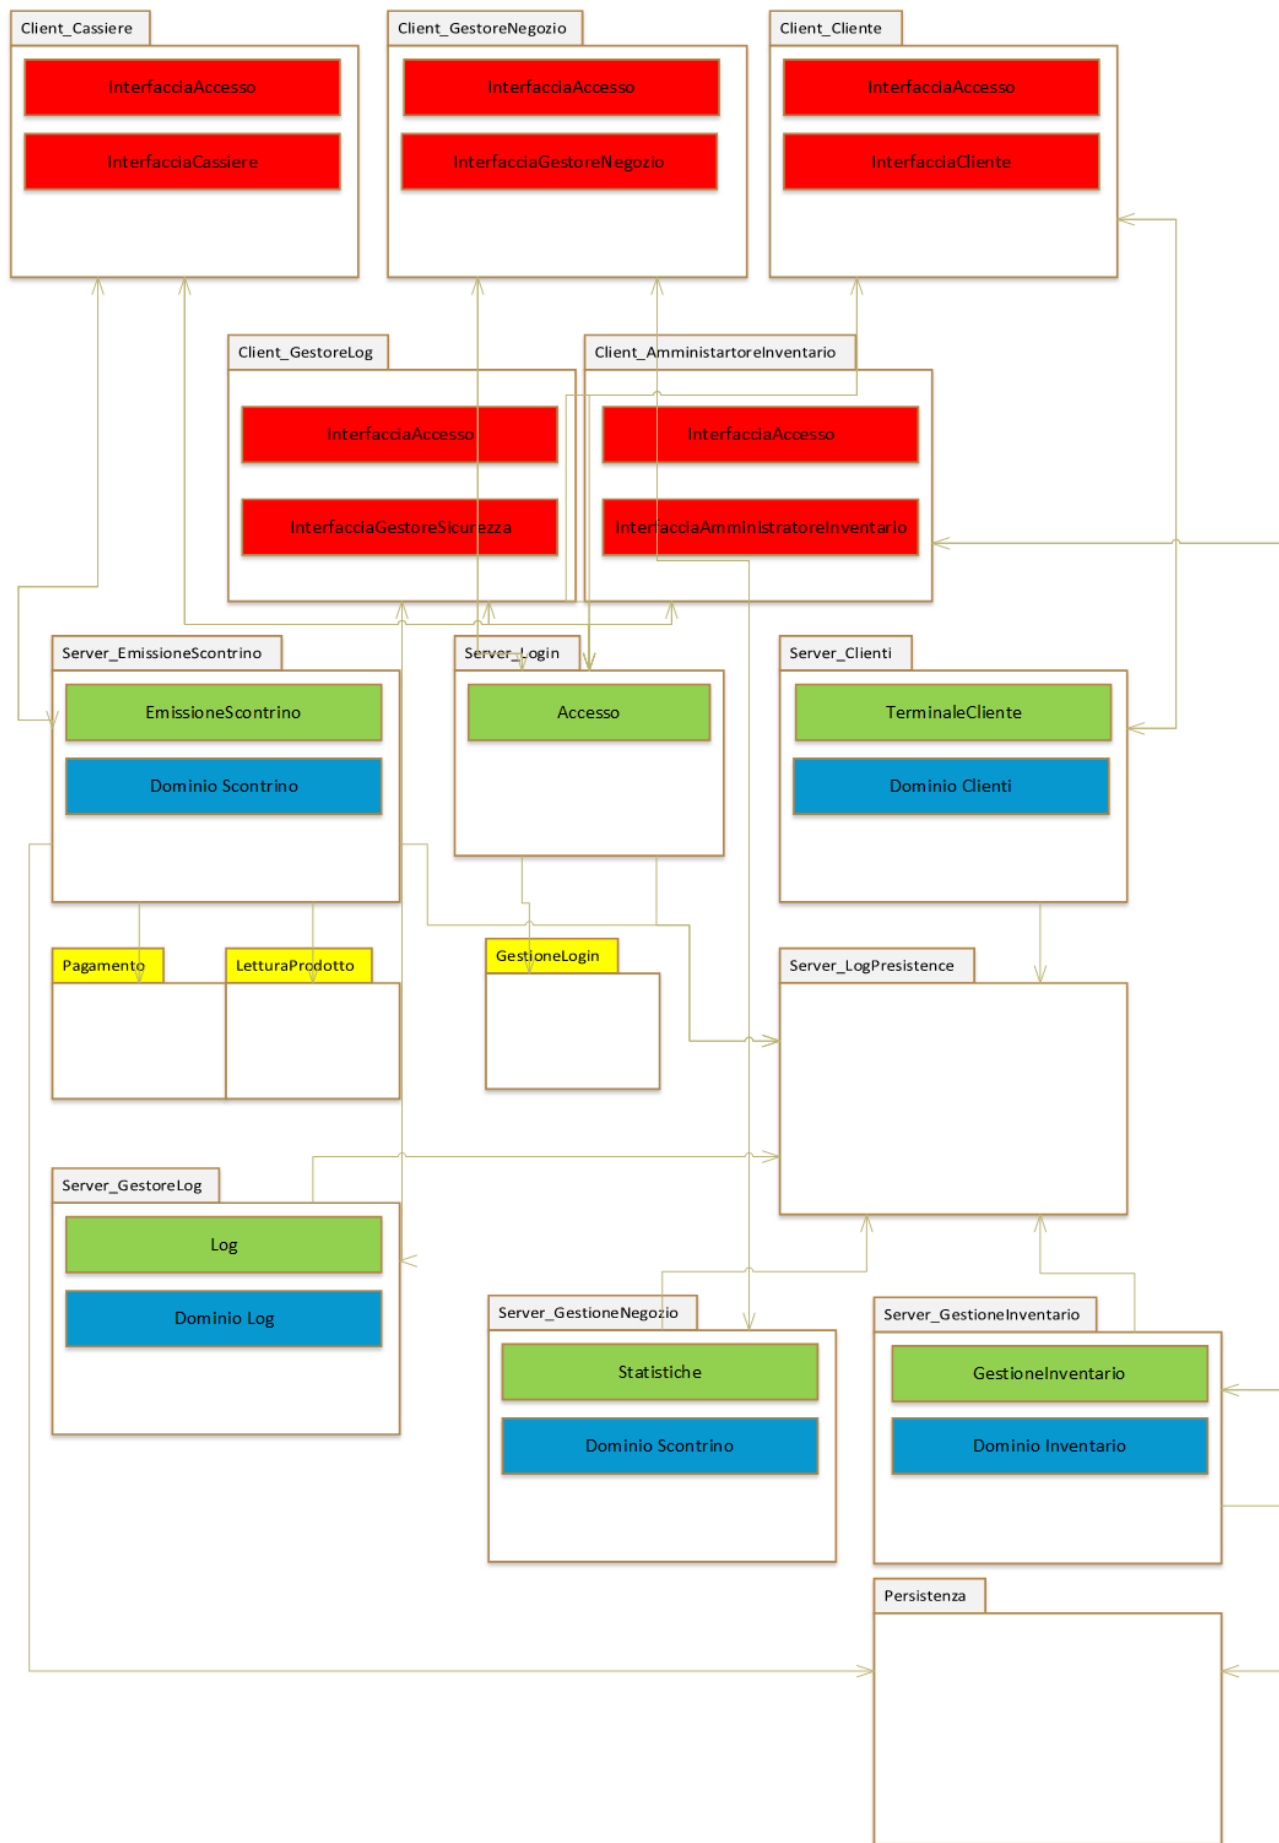 Client_Cassiere
InterfacciaAccesso
InterfacciaCassiere
Client_GestoreNegozio
InterfacciaAccesso
InterfacciaGestoreNegozio
Client_Cliente
InterfacciaAccesso
InterfacciaCliente
Client_GestoreLog
InterfacciaAccesso
InterfacciaGestoreSicurezza
Client_AmministartoreInventario
InterfacciaAccesso
InterfacciaAmministratoreInventario
Server_EmissioneScontrino
EmissioneScontrino
Dominio Scontrino
Server_Login
Accesso
Server_Clienti
TerminaleCliente
Dominio Clienti
Pagamento
LetturaProdotto
GestioneLogin
Server_LogPresistence
Server_GestoreLog
Log
Dominio Log
Server_GestioneNegozio
Statistiche
Dominio Scontrino
Server_GestioneInventario
GestioneInventario
Dominio Inventario
Persistenza